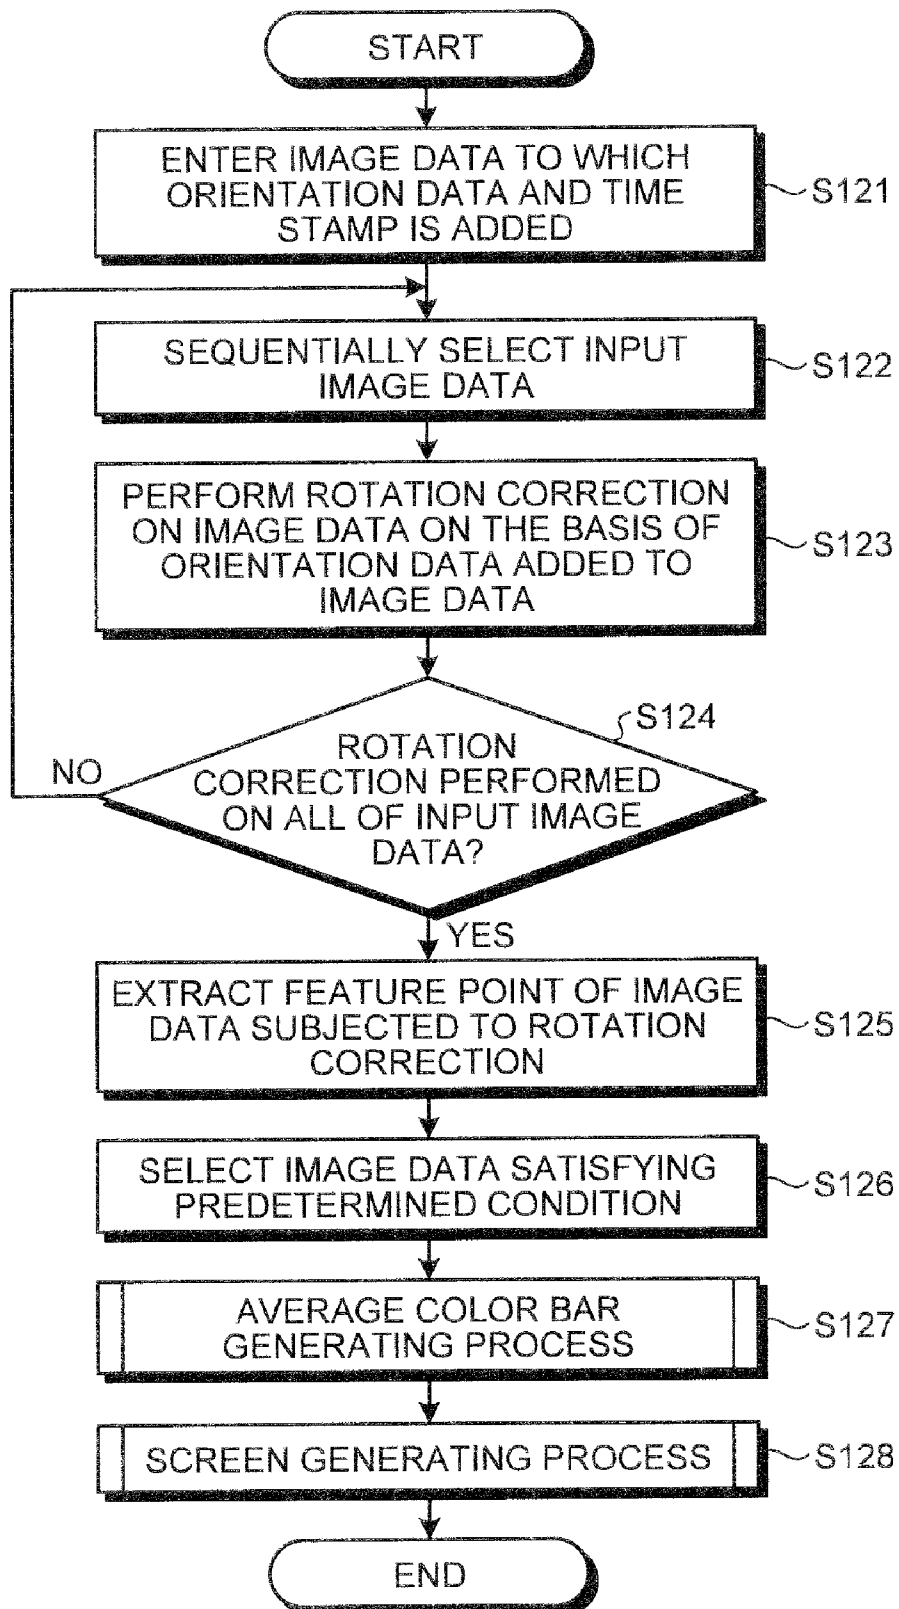 START
ENTER IMAGE DATA TO WHICH
ORIENTATION DATA AND TIME
STAMP IS ADDED
S121
SEQUENTIALLY SELECT INPUT
IMAGE DATA
S122
PERFORM ROTATION CORRECTION
ON IMAGE DATA ON THE BASIS OF
ORIENTATION DATA ADDED TO
IMAGE DATA
S123
S124
ROTATION
CORRECTION PERFORMED
ON ALL OF INPUT IMAGE
DATA?
NO
YES
EXTRACT FEATURE POINT OF IMAGE
DATA SUBJECTED TO ROTATION
CORRECTION
S125
SELECT IMAGE DATA SATISFYING
PREDETERMINED CONDITION
S126
AVERAGE COLOR BAR
GENERATING PROCESS
S127
SCREEN GENERATING PROCESS
S128
END